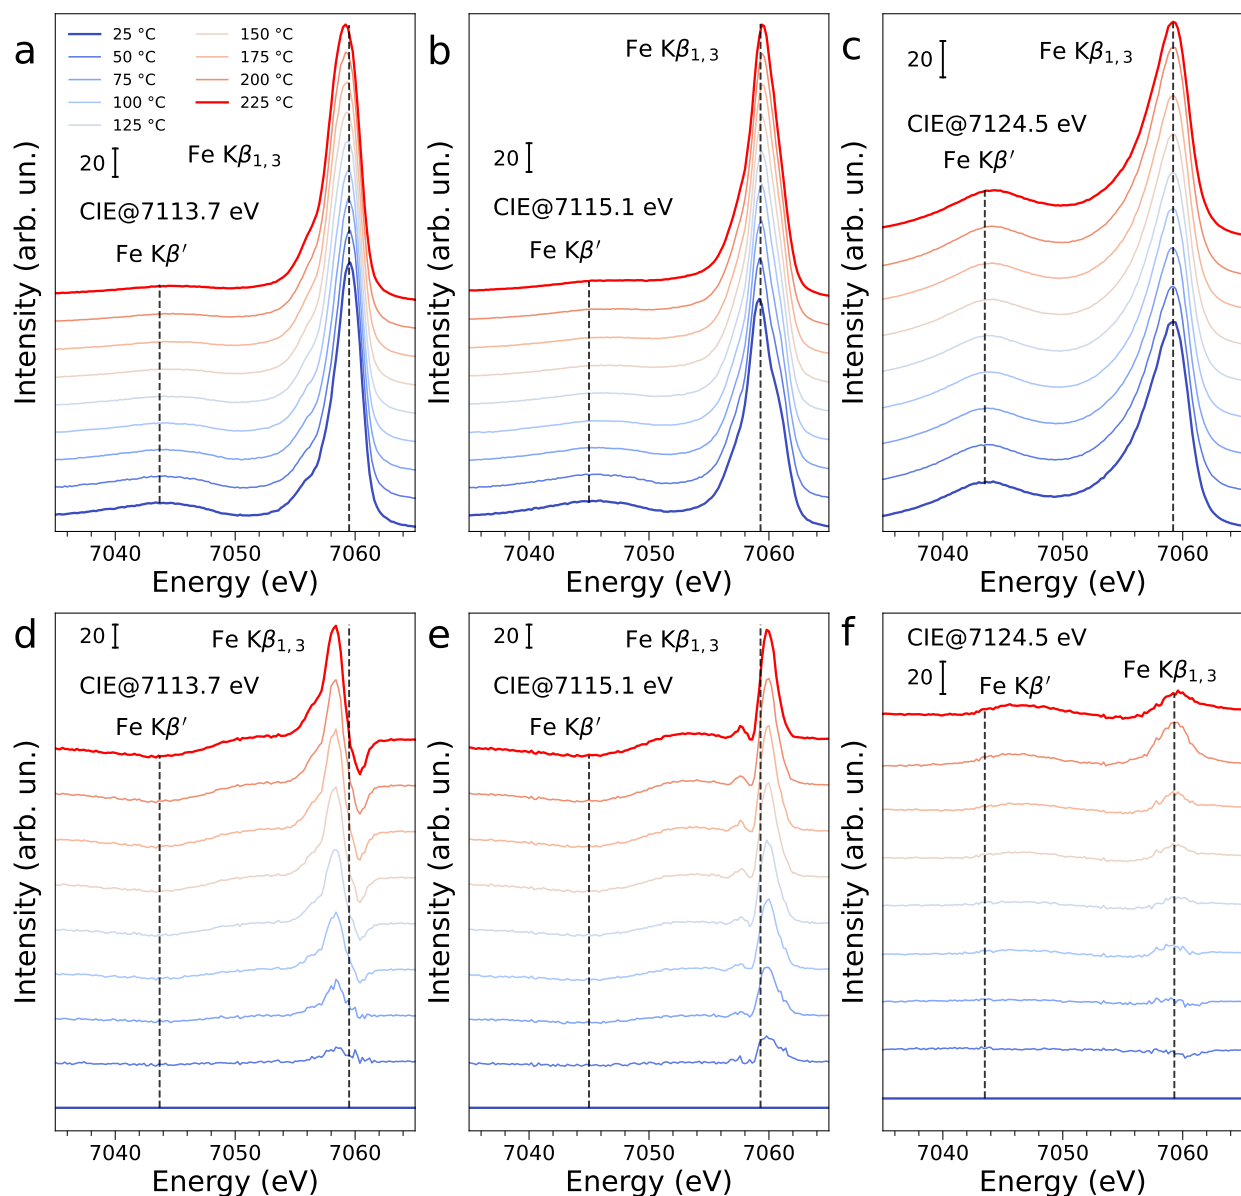 a
25 °C
50 °C
75 °C
100 °C
125 °C
150 °C
175 °C
200 °C
225 °C
20
Fe Kβ1, 3
CIE@7113.7 eV
Fe Kβ′
Intensity (arb. un.)
7040 7050 7060
Energy (eV)
b
Fe Kβ1, 3
20
CIE@7115.1 eV
Fe Kβ′
Intensity (arb. un.)
7040 7050 7060
Energy (eV)
c
20
Fe Kβ1, 3
CIE@7124.5 eV
Fe Kβ′
Intensity (arb. un.)
7040 7050 7060
Energy (eV)
d
20
Fe Kβ1, 3
CIE@7113.7 eV
Fe Kβ′
Intensity (arb. un.)
7040 7050 7060
Energy (eV)
e
20
Fe Kβ1, 3
CIE@7115.1 eV
Fe Kβ′
Intensity (arb. un.)
7040 7050 7060
Energy (eV)
f
CIE@7124.5 eV
20
Fe Kβ′
Fe Kβ1, 3
Intensity (arb. un.)
7040 7050 7060
Energy (eV)